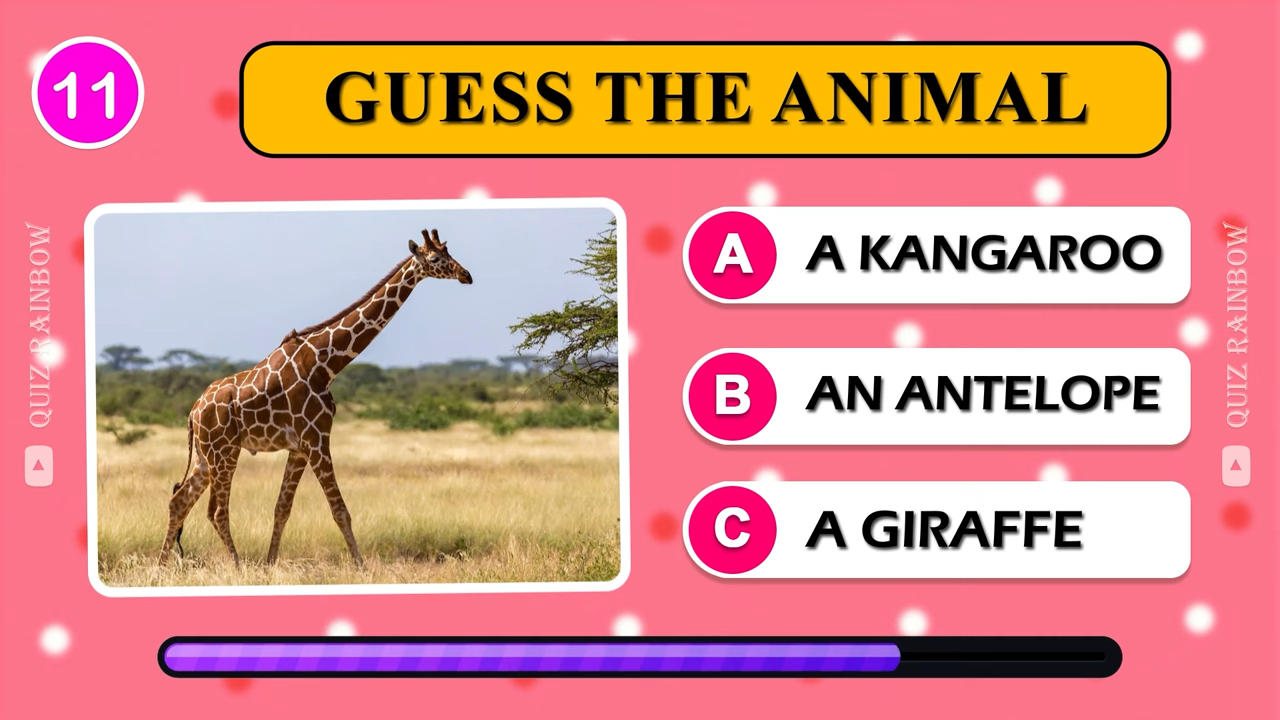 11
GUESS THE ANIMAL
A
A KANGAROO
B
AN ANTELOPE
C
A GIRAFFE
QUIZ RAINBOW
QUIZ RAINBOW